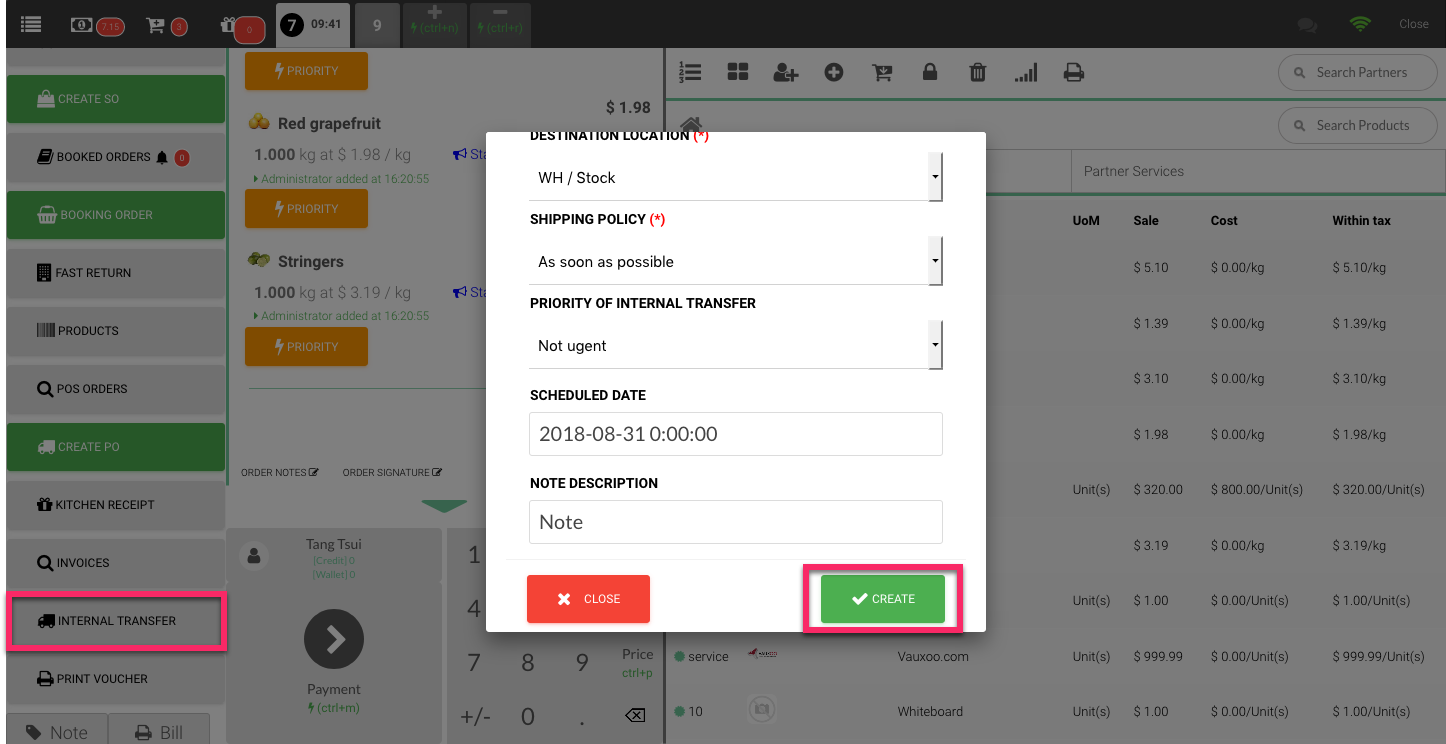 7.15
3
0
7 09:41
9
+
(ctrl+n)
−
(ctrl+r)
Close
CREATE SO
BOOKED ORDERS 0
BOOKING ORDER
FAST RETURN
PRODUCTS
POS ORDERS
CREATE PO
KITCHEN RECEIPT
INVOICES
INTERNAL TRANSFER
PRINT VOUCHER
Note
Bill
PRIORITY
$ 1.98
Red grapefruit
1.000 kg at $ 1.98 / kg
Administrator added at 16:20:55
PRIORITY
Stringers
1.000 kg at $ 3.19 / kg
Administrator added at 16:20:55
PRIORITY
ORDER NOTES
ORDER SIGNATURE
Tang Tsui
[Credit] 0
[Wallet] 0
Payment
(ctrl+m)
1
4
7 8 9 Price
ctrl+p
+/- 0 .
DESTINATION LOCATION (*)
WH / Stock
SHIPPING POLICY (*)
As soon as possible
PRIORITY OF INTERNAL TRANSFER
Not ugent
SCHEDULED DATE
2018-08-31 0:00:00
NOTE DESCRIPTION
Note
CLOSE
CREATE
Search Partners
Search Products
Partner Services
UoM Sale Cost Within tax
$ 5.10 $ 0.00/kg $ 5.10/kg
$ 1.39 $ 0.00/kg $ 1.39/kg
$ 3.10 $ 0.00/kg $ 3.10/kg
$ 1.98 $ 0.00/kg $ 1.98/kg
Unit(s) $ 320.00 $ 800.00/Unit(s) $ 320.00/Unit(s)
$ 3.19 $ 0.00/kg $ 3.19/kg
Unit(s) $ 1.00 $ 0.00/Unit(s) $ 1.00/Unit(s)
service VAUXOO Vauxoo.com Unit(s) $ 999.99 $ 0.00/Unit(s) $ 999.99/Unit(s)
10 Whiteboard Unit(s) $ 1.00 $ 0.00/Unit(s) $ 1.00/Unit(s)